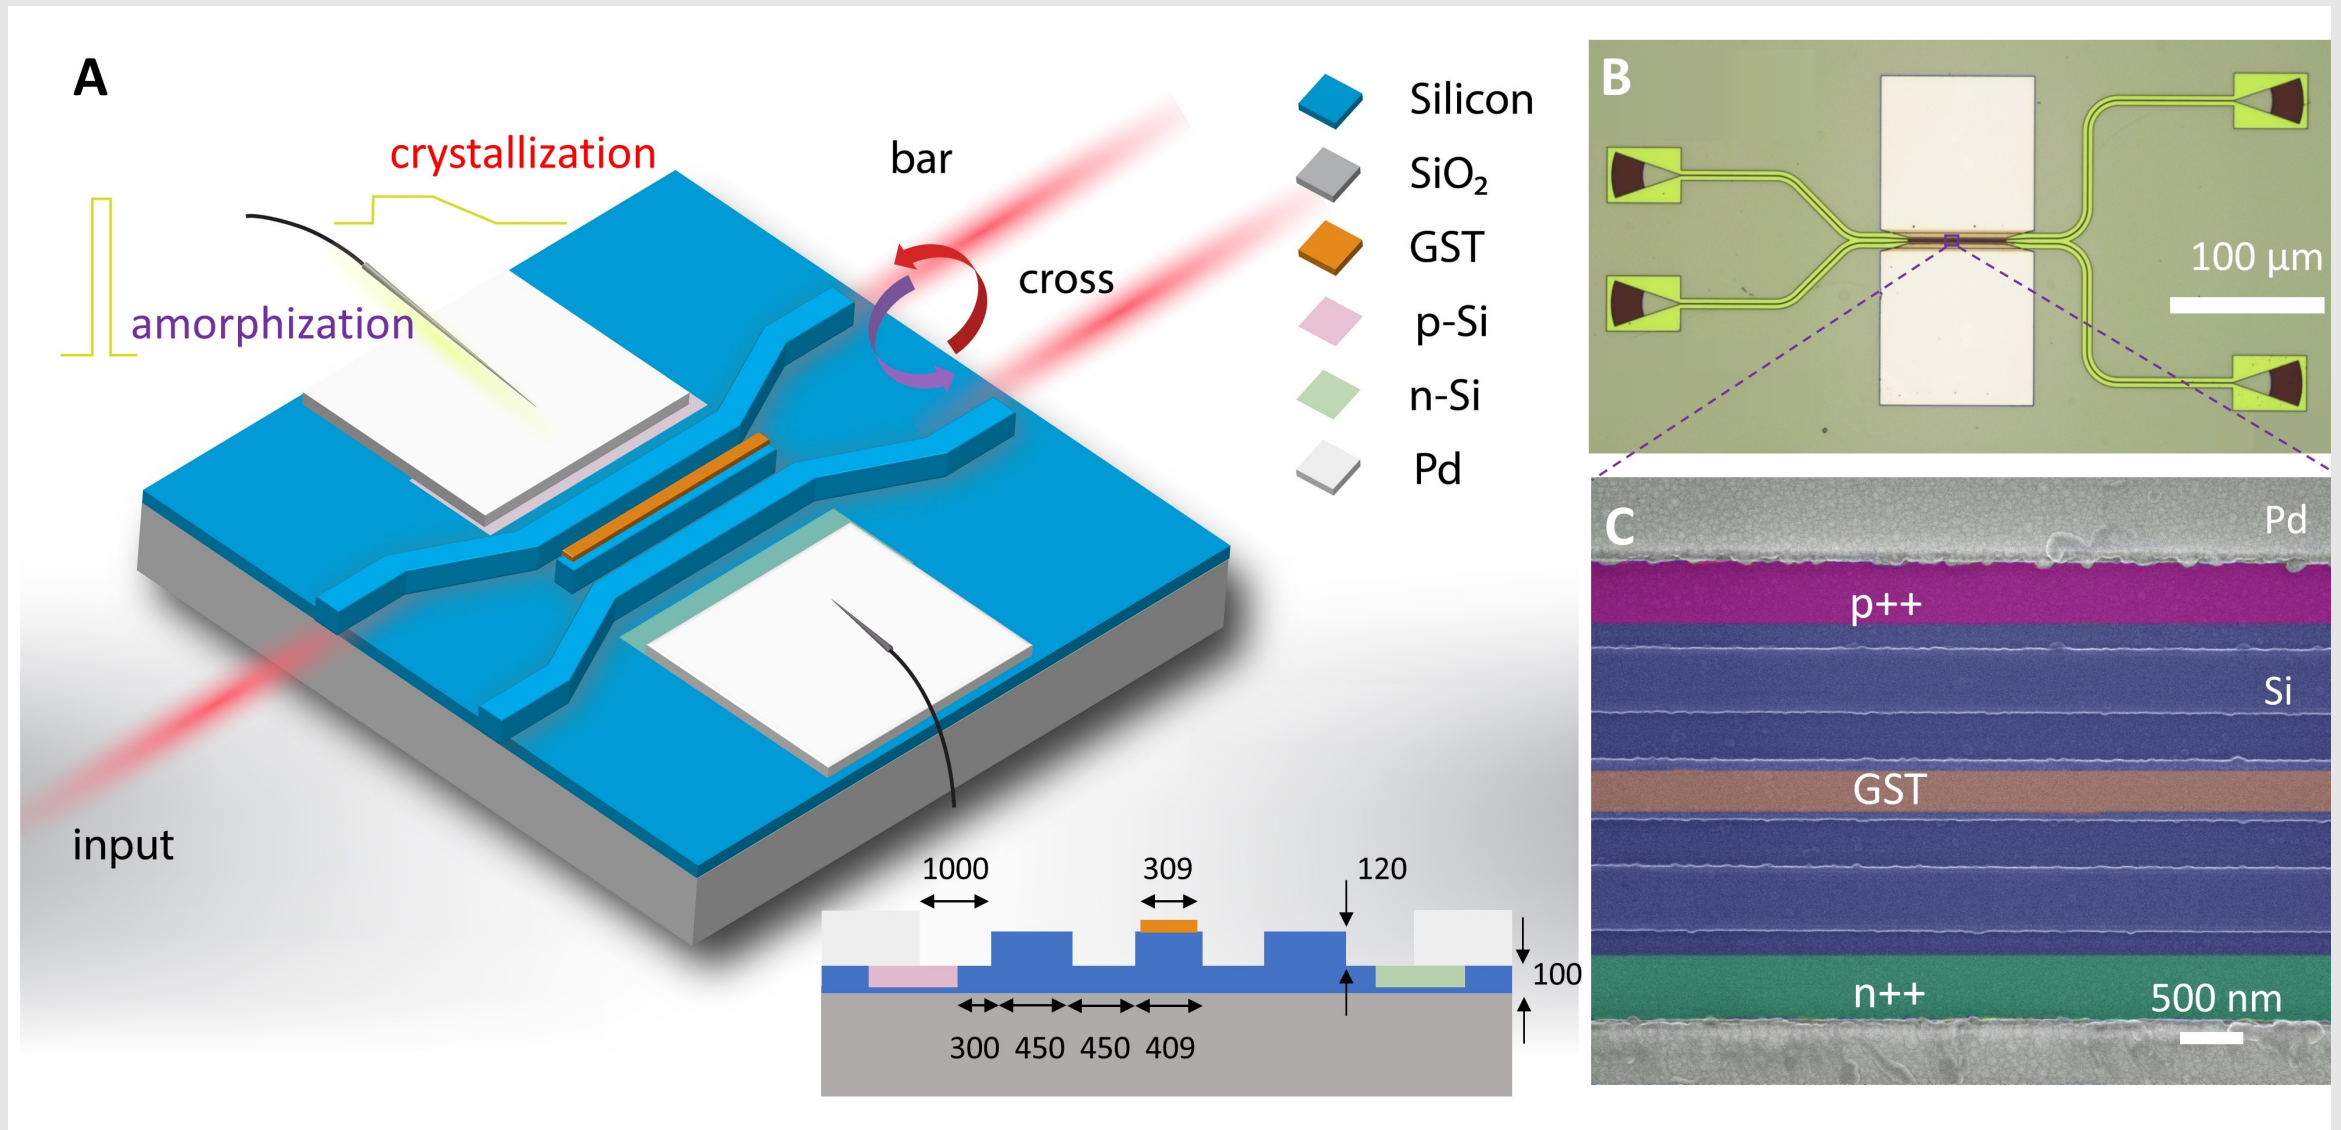 A
crystallization
amorphization
bar
cross
input
Silicon
SiO₂
GST
p-Si
n-Si
Pd
1000
309
120
100
300 450 450 409
B
100 µm
C
Pd
p++
Si
GST
n++
500 nm